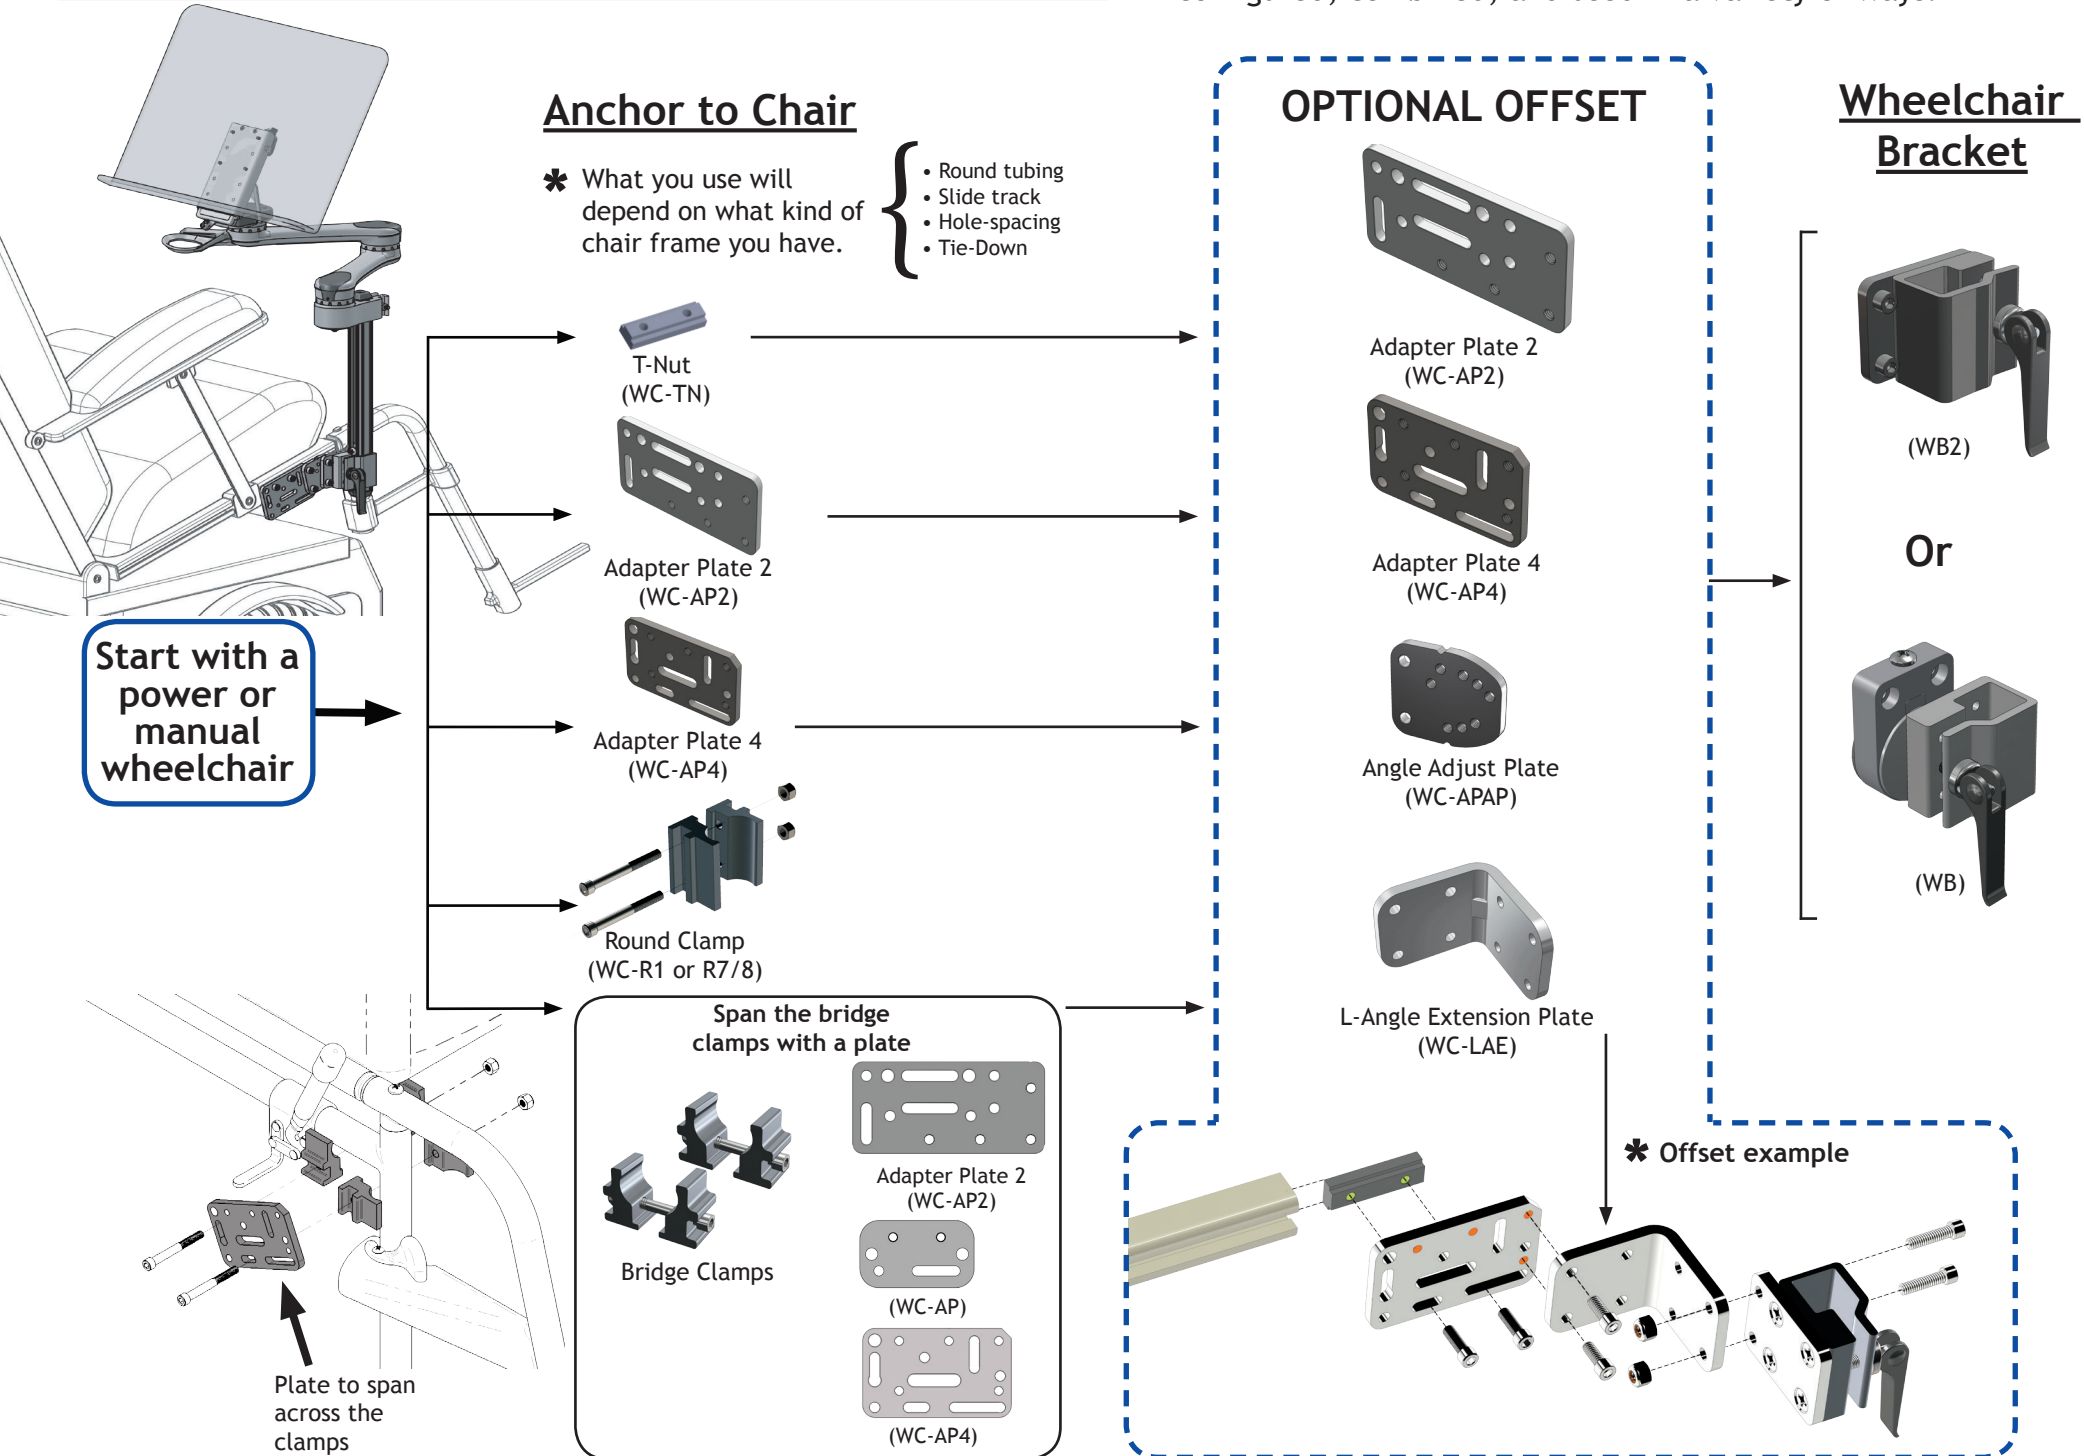 Anchor to Chair
* What you use will
depend on what kind of
chair frame you have.
• Round tubing
• Slide track
• Hole-spacing
• Tie-Down
T-Nut
(WC-TN)
Adapter Plate 2
(WC-AP2)
Adapter Plate 4
(WC-AP4)
Round Clamp
(WC-R1 or R7/8)
Start with a
power or
manual
wheelchair
Span the bridge
clamps with a plate
Bridge Clamps
Adapter Plate 2
(WC-AP2)
(WC-AP)
(WC-AP4)
Plate to span
across the
clamps
OPTIONAL OFFSET
Adapter Plate 2
(WC-AP2)
Adapter Plate 4
(WC-AP4)
Angle Adjust Plate
(WC-APAP)
L-Angle Extension Plate
(WC-LAE)
* Offset example
Wheelchair
Bracket
(WB2)
Or
(WB)